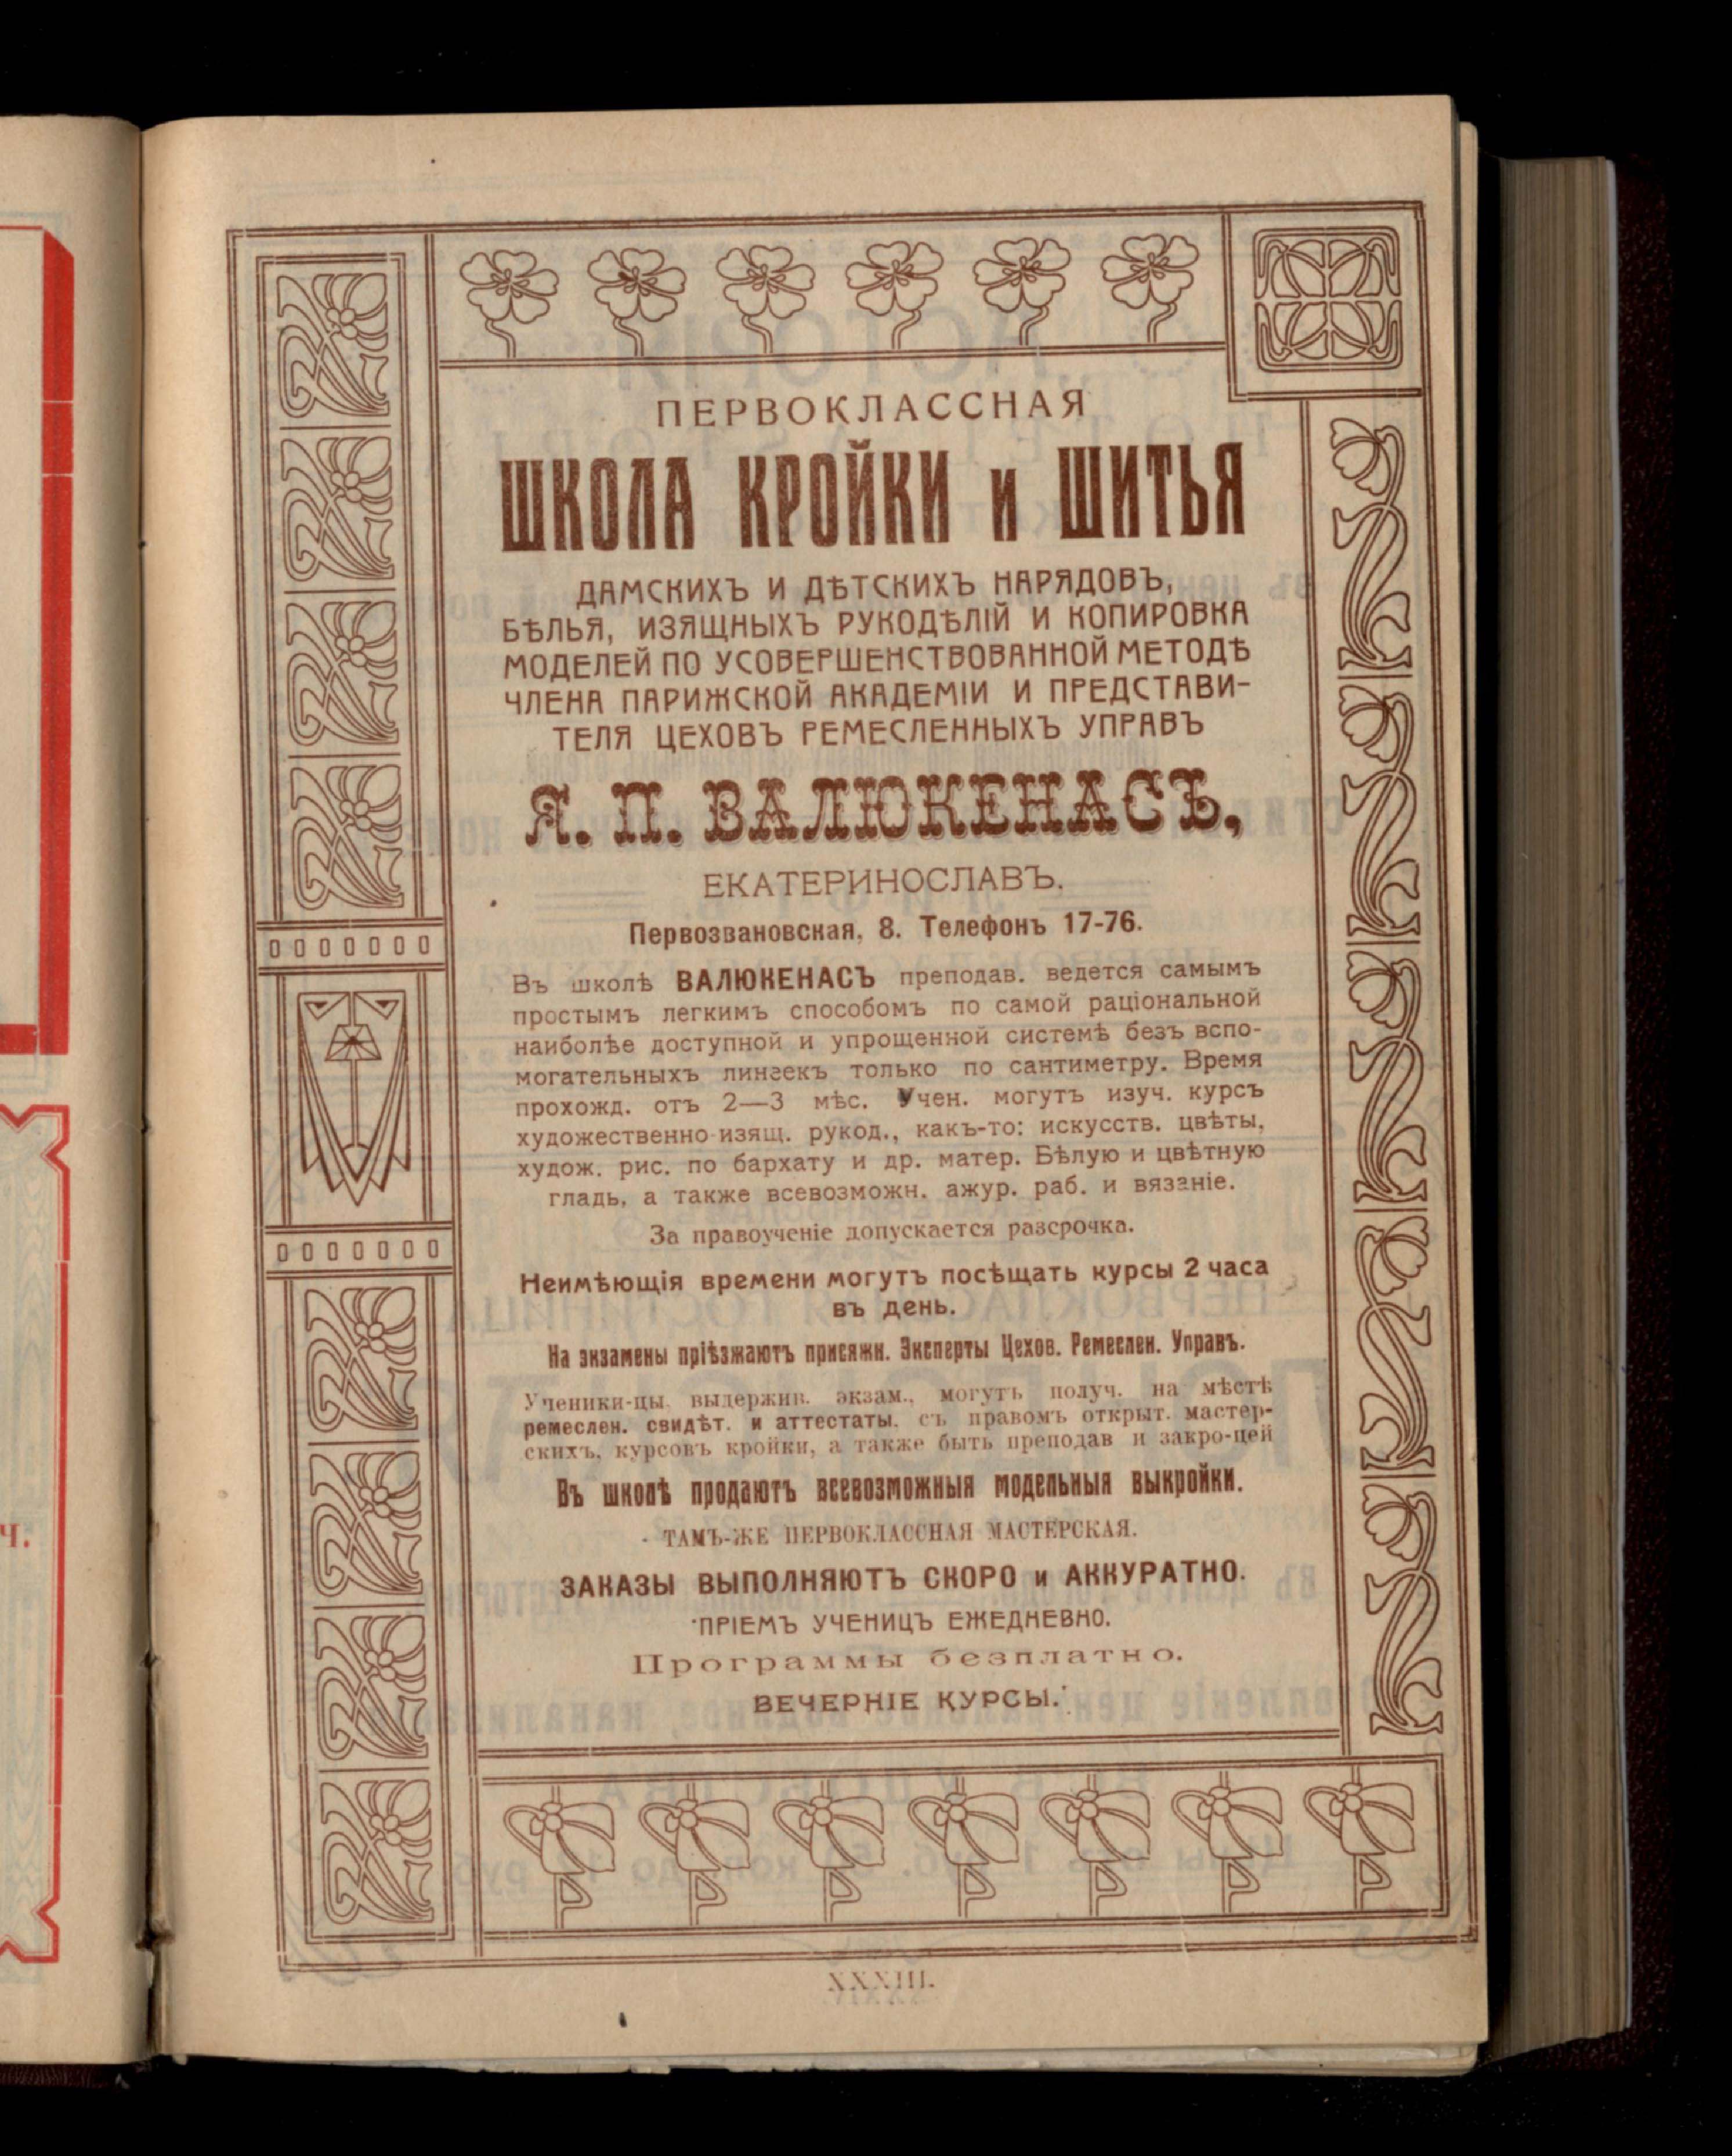 ПЕРВОКЛАССНАЯ
ШКОЛА КРОЙКИ и ШИТЬЯ
ДАМСКИХЪ И ДѢТСКИХЪ НАРЯДОВЪ,
БѢЛЬЯ, ИЗЯЩНЫХЪ РУКОДѢЛІЙ И КОПИРОВКА
МОДЕЛЕЙ ПО УСОВЕРШЕНСТВОВАННОЙ МЕТОДѢ
ЧЛЕНА ПАРИЖСКОЙ АКАДЕМІИ И ПРЕДСТАВИ-
ТЕЛЯ ЦЕХОВЪ РЕМЕСЛЕННЫХЪ УПРАВЪ
Я. П. ВАЛЮКЕНАСЪ,
ЕКАТЕРИНОСЛАВЪ.
Первозвановская, 8. Телефонъ 17-76.
Въ школѣ ВАЛЮКЕНАСЪ преподав. ведется самымъ
простымъ легкимъ способомъ по самой раціональной
наиболѣе доступной и упрощенной системѣ безъ вспо-
могательныхъ линеекъ только по сантиметру. Время
прохожд. отъ 2—3 мѣс. Учен. могутъ изуч. курсъ
художественно-изящ. рукод., какъ-то: искусств. цвѣты,
худож. рис. по бархату и др. матер. Бѣлую и цвѣтную
гладь, а также всевозможн. ажур. раб. и вязаніе.
За правоученіе допускается разсрочка.
Неимѣющія времени могутъ посѣщать курсы 2 часа
въ день.
На экзамены пріѣзжаютъ присяжн. Эксперты Цехов. Ремеслен. Управъ.
Ученики-цы, выдержив. экзам., могутъ получ. на мѣстѣ
ремеслен. свидѣт. и аттестаты, съ правомъ открыт. мастер-
скихъ, курсовъ кройки, а также быть преподав и закро-цей
Въ школѣ продаютъ всевозможныя модельныя выкройки.
ТАМЪ-ЖЕ ПЕРВОКЛАССНАЯ МАСТЕРСКАЯ.
ЗАКАЗЫ ВЫПОЛНЯЮТЪ СКОРО и АККУРАТНО.
ПРІЕМЪ УЧЕНИЦЪ ЕЖЕДНЕВНО.
Программы безплатно.
ВЕЧЕРНІЕ КУРСЫ.
XXXIII.
Ч.